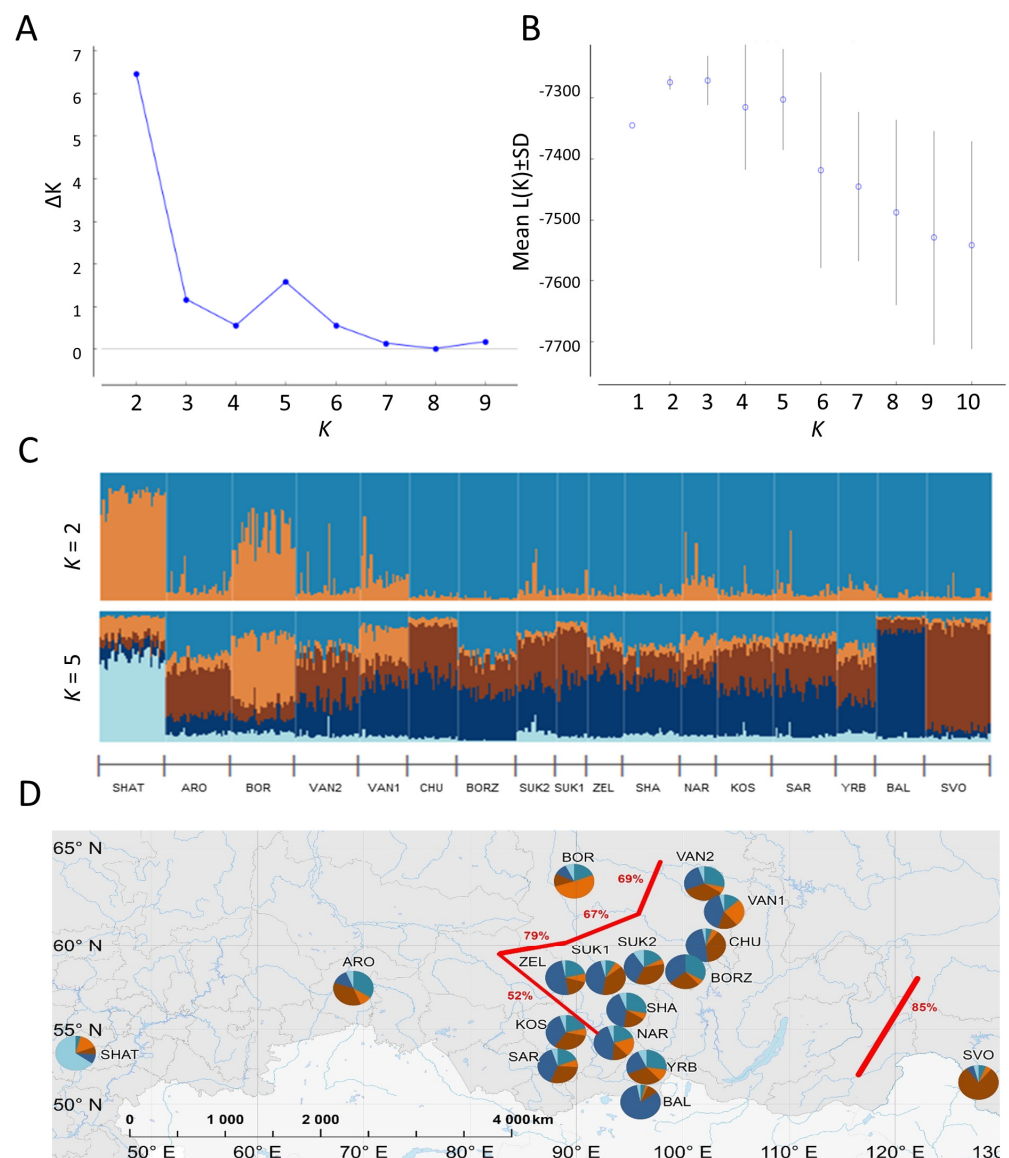 A
B
7
6
5
4
3
2
1
0
ΔK
2 3 4 5 6 7 8 9
K
-7300
-7400
-7500
-7600
-7700
Mean L(K)±SD
1 2 3 4 5 6 7 8 9 10
K
C
K = 2
K = 5
SHAT ARO BOR VAN2 VAN1 CHU BORZ SUK2 SUK1 ZEL SHA NAR KOS SAR YRB BAL SVO
D
65° N
BOR VAN2
69%
VAN1
67%
60° N
79%
SUK1 SUK2 CHU
ZEL
ARO
BORZ
52%
SHA
85%
55° N
KOS NAR
SHAT
SAR YRB SVO
50° N
BAL
0 1 000 2 000 4 000 km
50° E 60° E 70° E 80° E 90° E 100° E 110° E 120° E 130